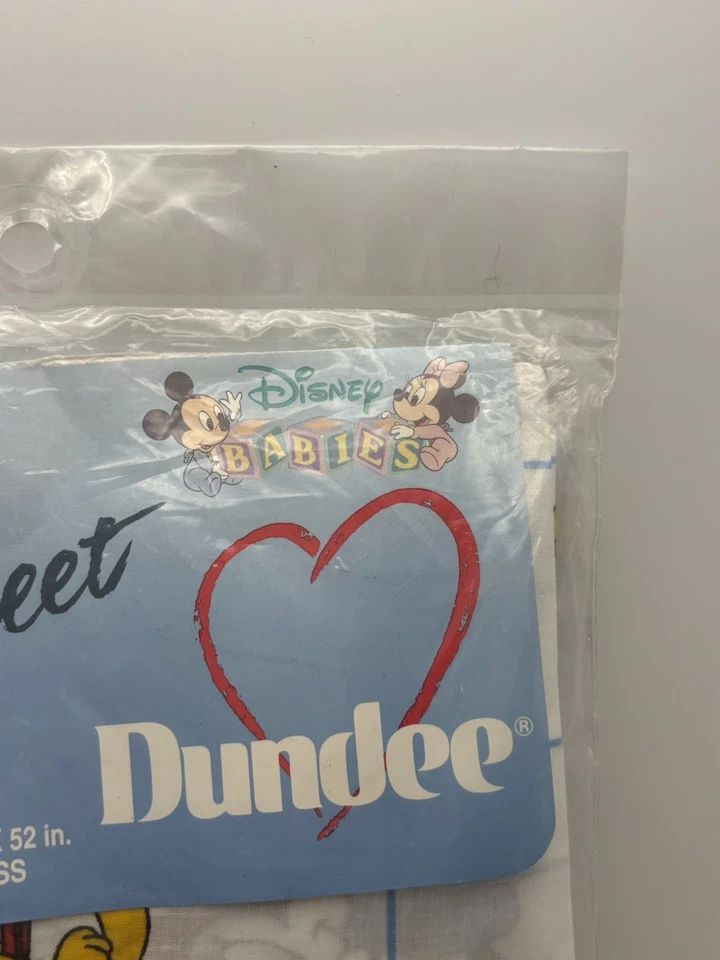 Disney
BABIES
eet
Dundee®
52 in.
SS